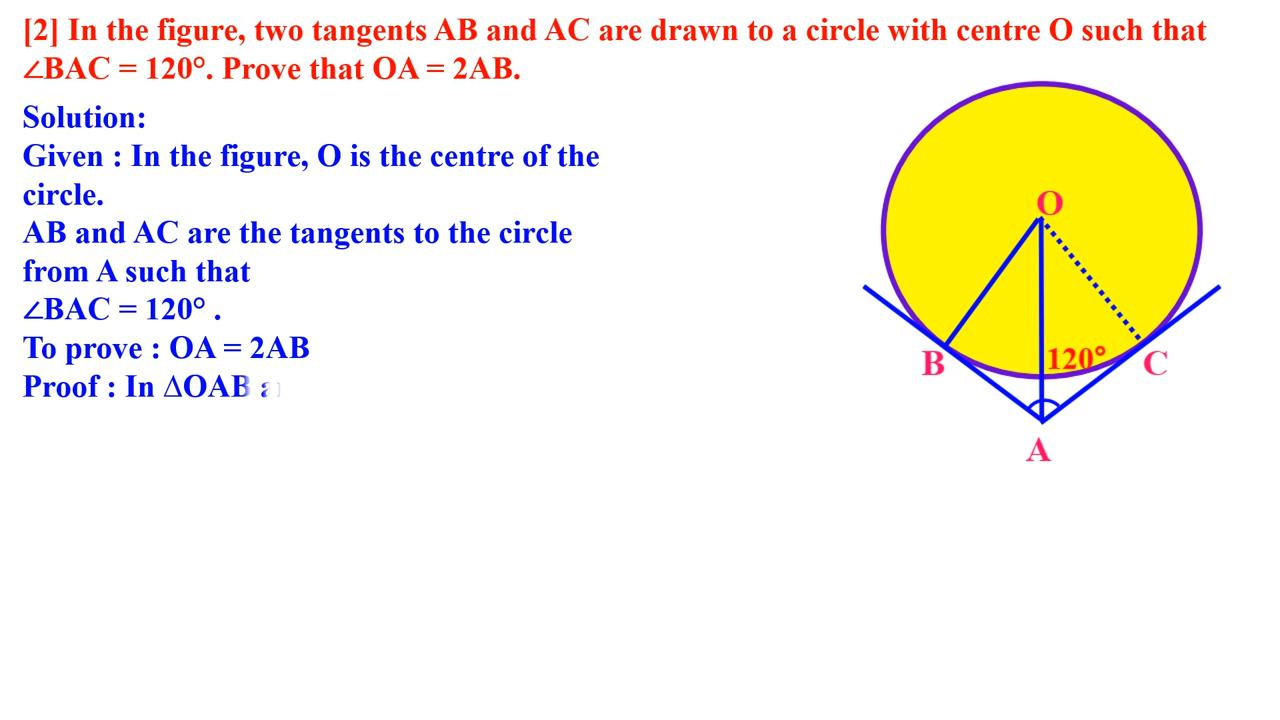 [2] In the figure, two tangents AB and AC are drawn to a circle with centre O such that
∠BAC = 120°. Prove that OA = 2AB.
Solution:
Given : In the figure, O is the centre of the
circle.
AB and AC are the tangents to the circle
from A such that
∠BAC = 120° .
To prove : OA = 2AB
Proof : In ∆OAB
O
120°
B
C
A